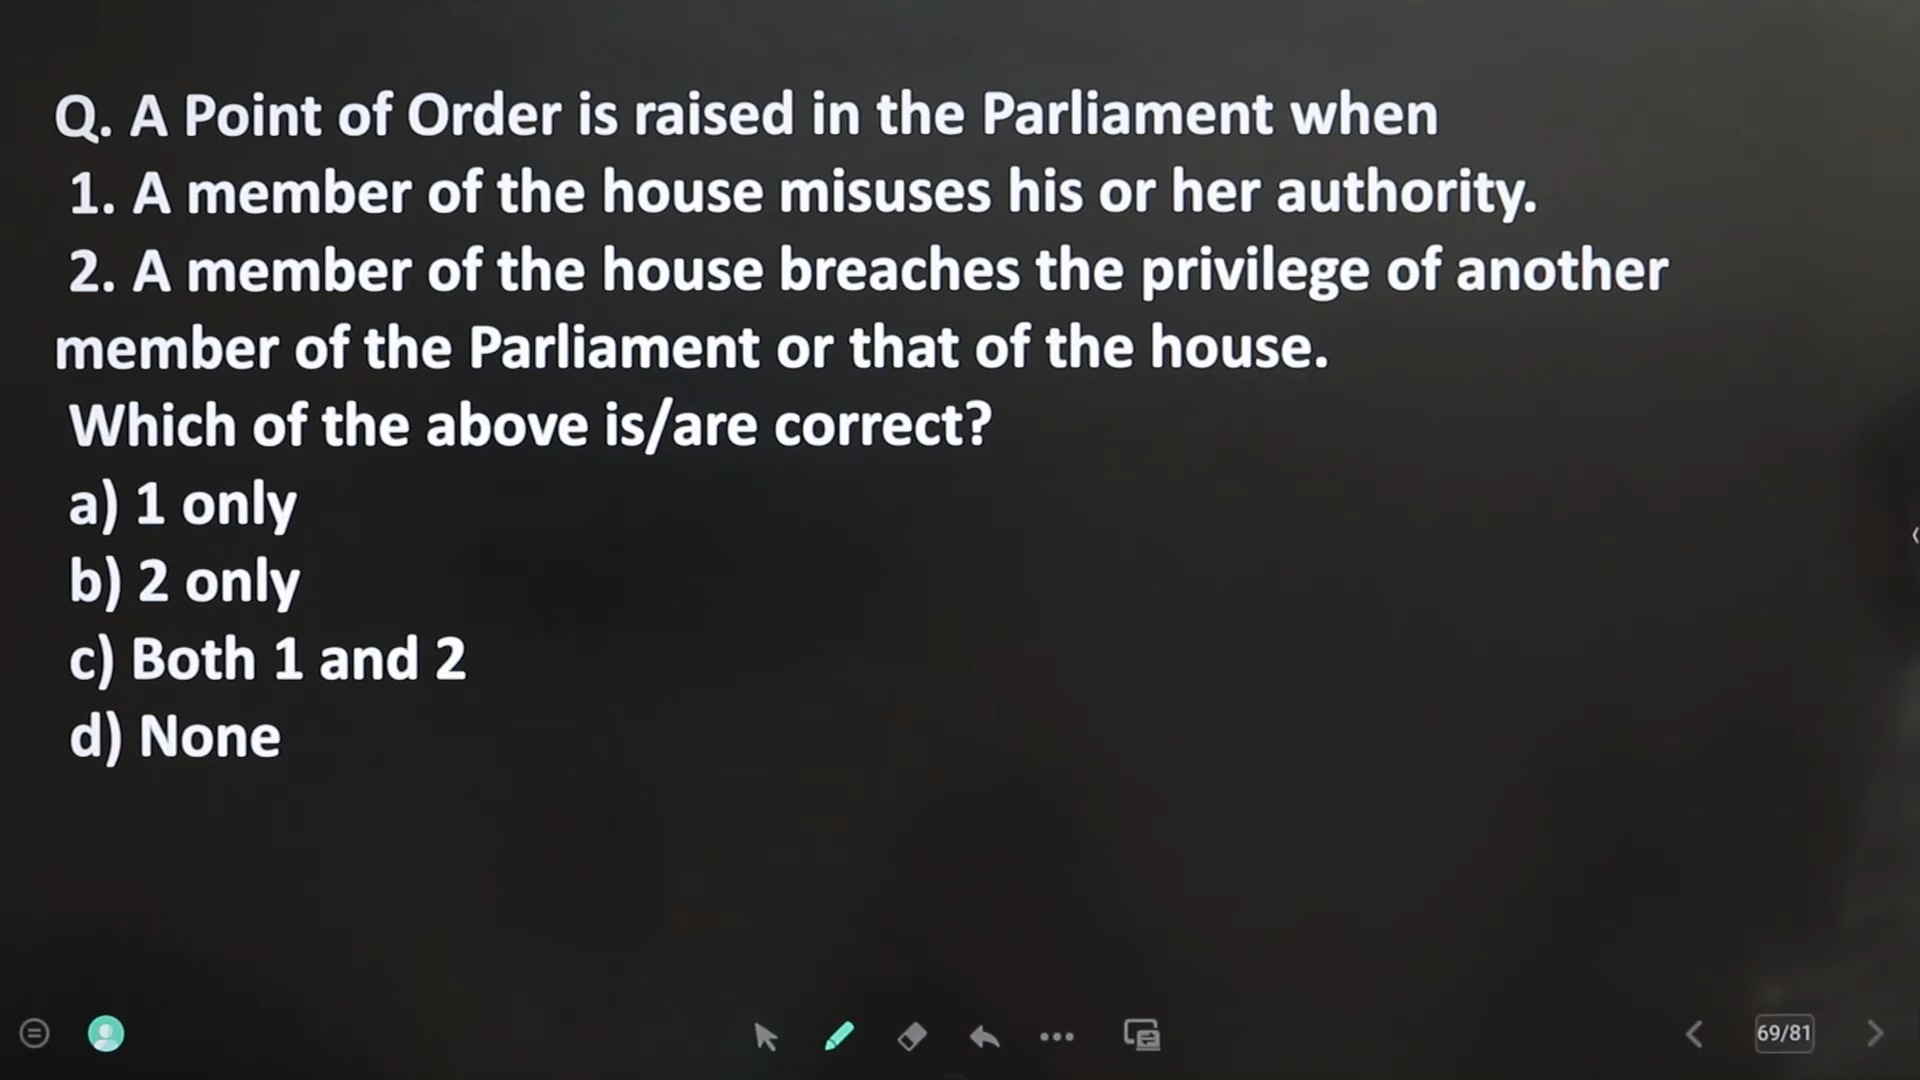 Q. A Point of Order is raised in the Parliament when
1. A member of the house misuses his or her authority.
2. A member of the house breaches the privilege of another
member of the Parliament or that of the house.
Which of the above is/are correct?
a) 1 only
b) 2 only
c) Both 1 and 2
d) None
69/81